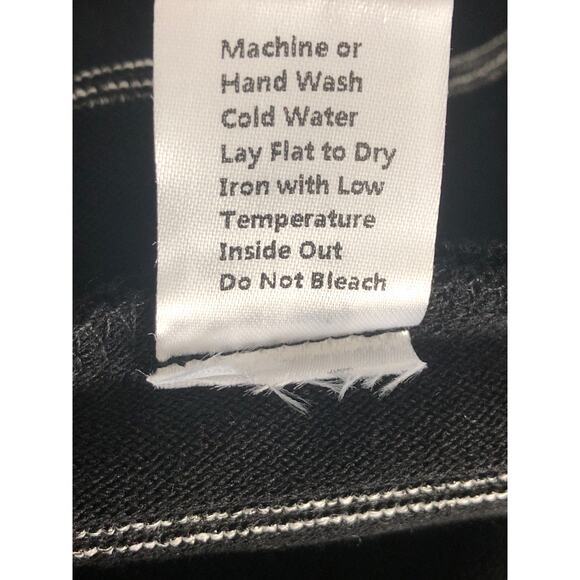 Machine or
Hand Wash
Cold Water
Lay Flat to Dry
Iron with Low
Temperature
Inside Out
Do Not Bleach